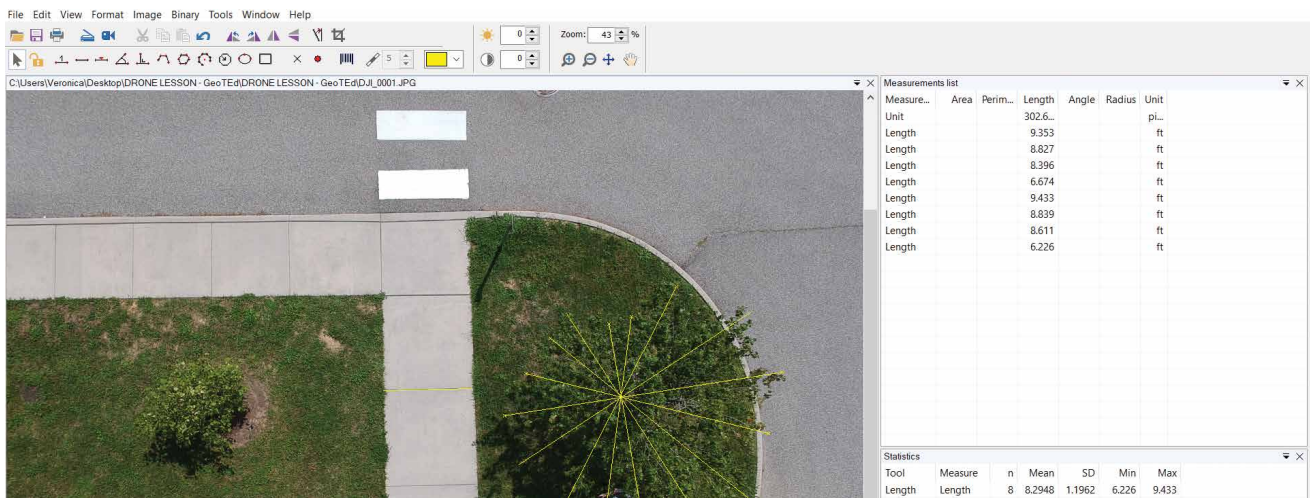 File Edit View Format Image Binary Tools Window Help
0 Zoom: 43 %
1 5 0
C:\Users\Veronica\Desktop\DRONE LESSON - GeoTEd\DRONE LESSON - GeoTEd\DJI_0001.JPG
Measurements list
Measure... Area Perim... Length Angle Radius Unit
Unit 302.6... pi...
Length 9.353 ft
Length 8.827 ft
Length 8.396 ft
Length 6.674 ft
Length 9.433 ft
Length 8.839 ft
Length 8.611 ft
Length 6.226 ft
Statistics
Tool Measure n Mean SD Min Max
Length Length 8 8.2948 1.1962 6.226 9.433